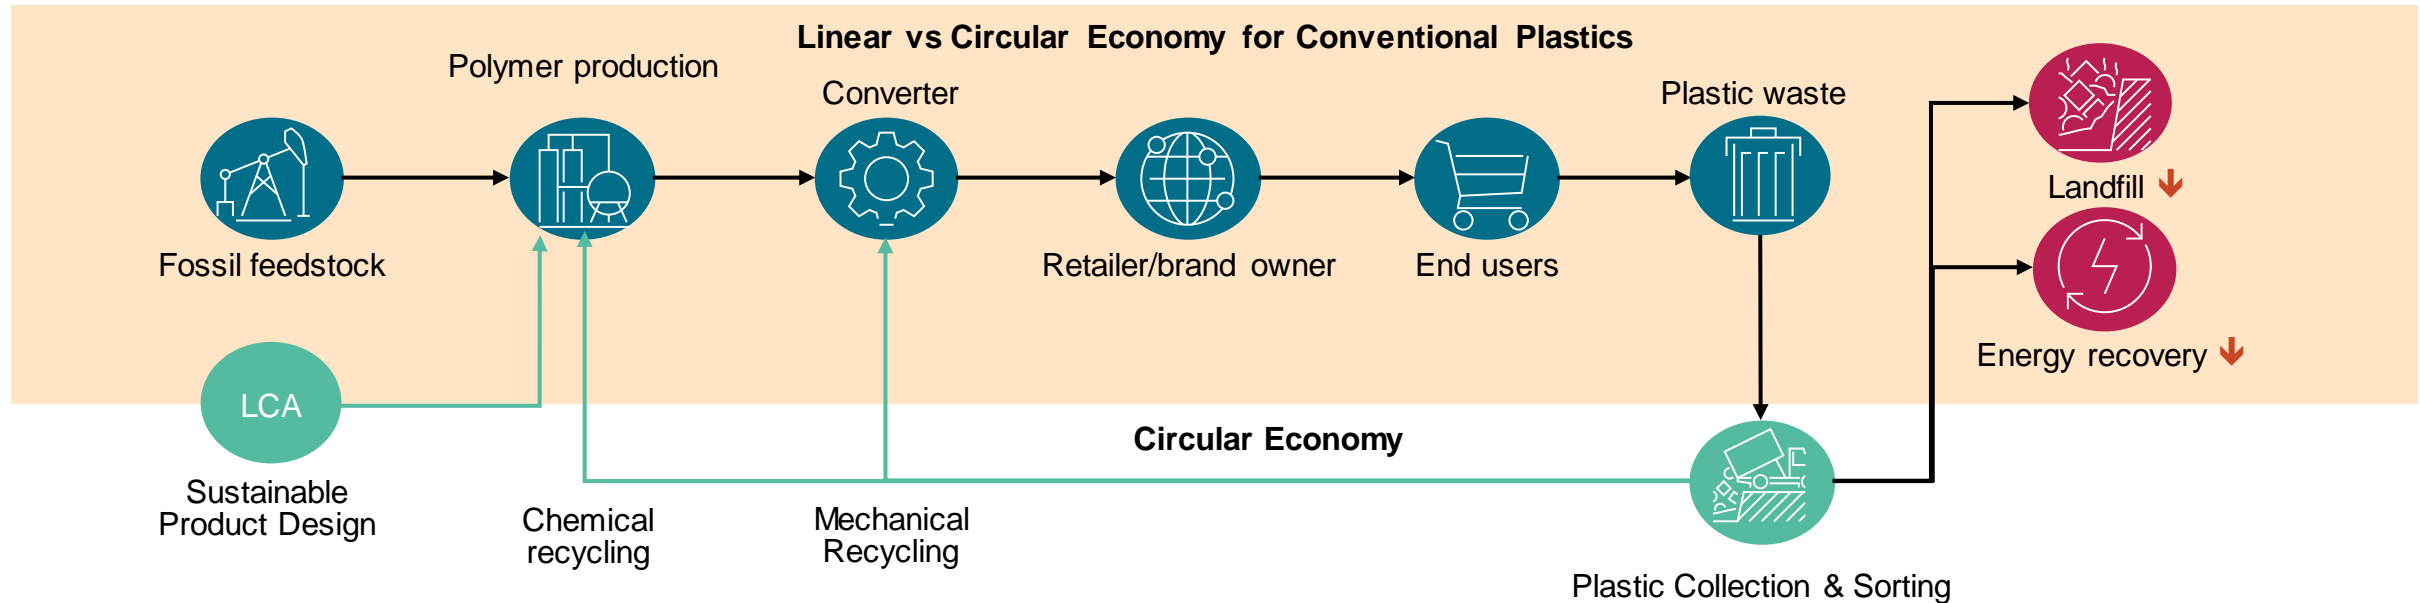 Linear vs Circular Economy for Conventional Plastics
Polymer production
Converter
Plastic waste
Landfill
Fossil feedstock
Retailer/brand owner
End users
Energy recovery
LCA
Circular Economy
Sustainable
Product Design
Chemical
recycling
Mechanical
Recycling
Plastic Collection & Sorting